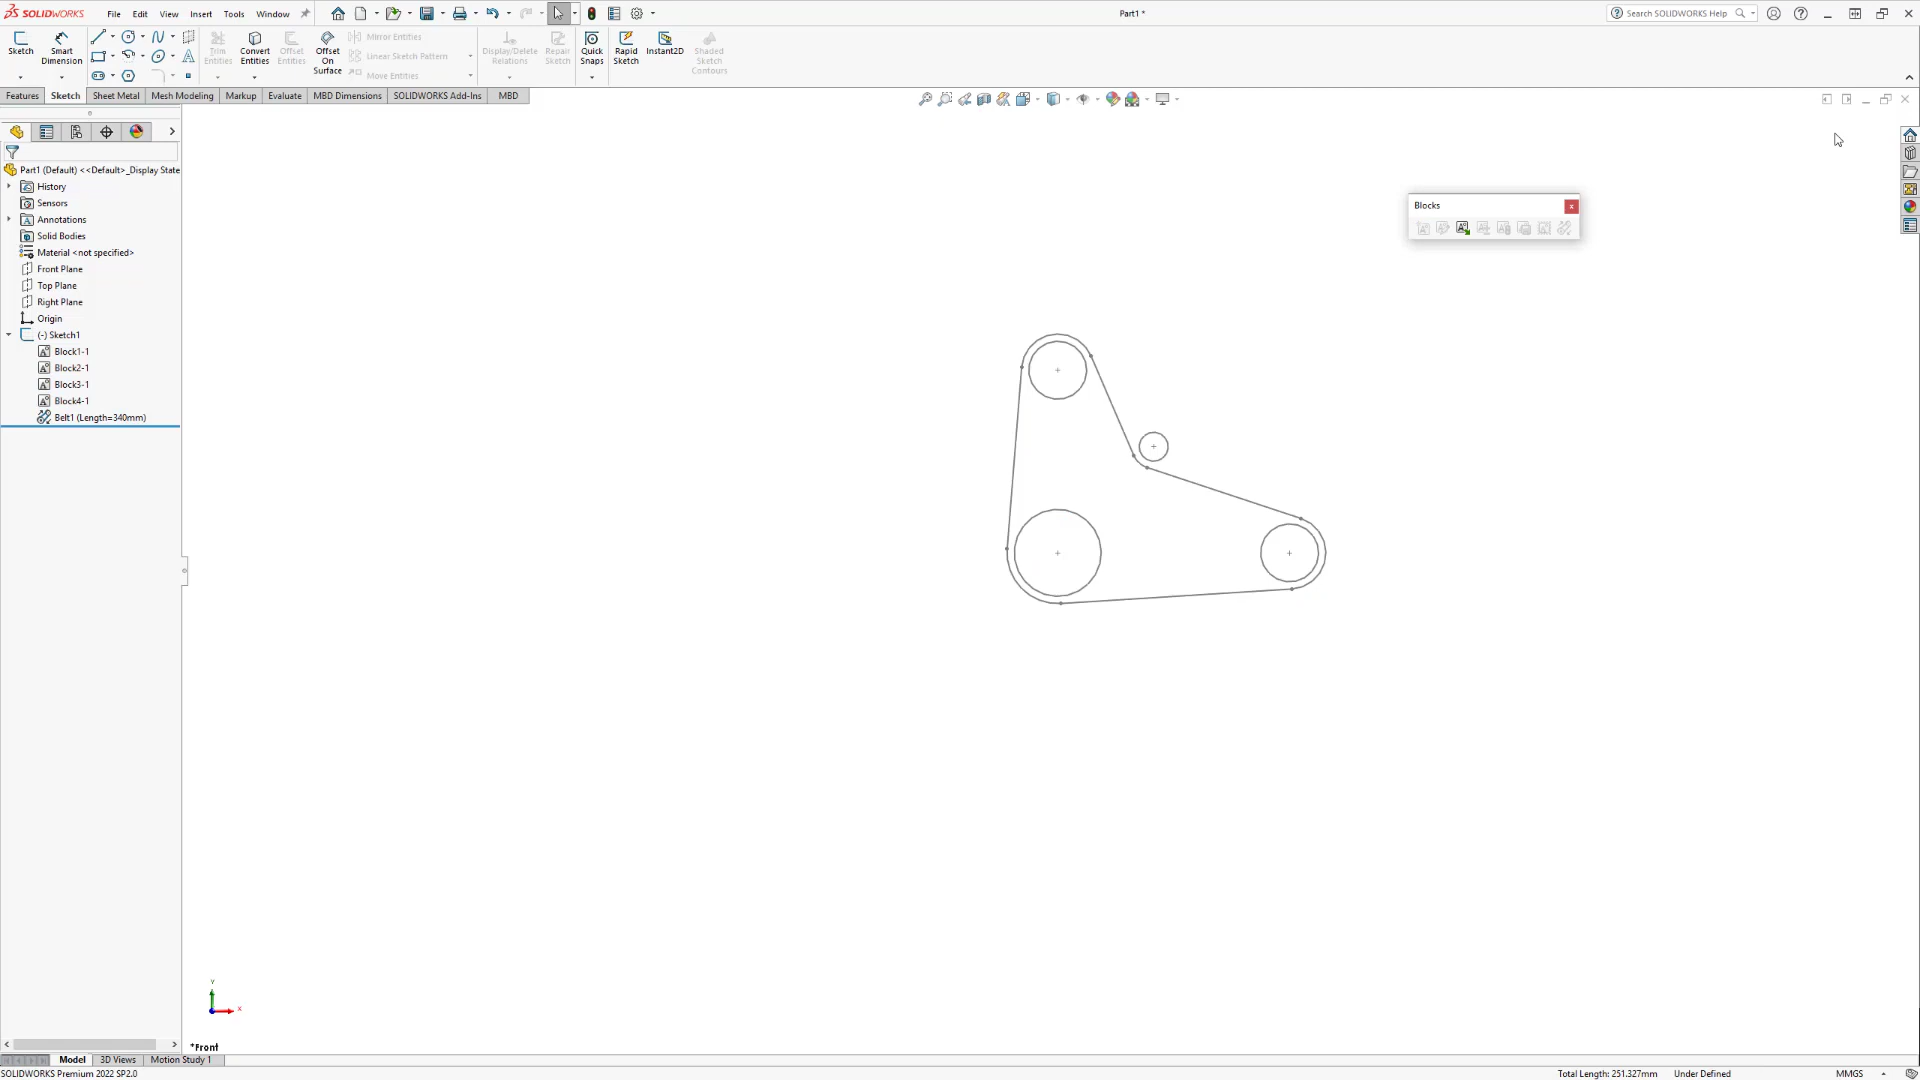 SOLIDWORKS File Edit View Insert Tools Window Part1 * Search SOLIDWORKS Help
Sketch Smart Dimension Trim Entities Convert Entities Offset Entities Offset On Surface Mirror Entities Linear Sketch Pattern Move Entities Display/Delete Relations Repair Sketch Quick Snaps Rapid Sketch Instant2D Shaded Sketch Contours
Features Sketch Sheet Metal Mesh Modeling Markup Evaluate MBD Dimensions SOLIDWORKS Add-Ins MBD
Part1 (Default) <<Default>_Display State
History
Sensors
Annotations
Solid Bodies
Material <not specified>
Front Plane
Top Plane
Right Plane
Origin
(-) Sketch1
Block1-1
Block2-1
Block3-1
Block4-1
Belt1 (Length=340mm)
Blocks
Y
X
*Front
Model 3D Views Motion Study 1
SOLIDWORKS Premium 2022 SP2.0 Total Length: 251.327mm Under Defined MMGS